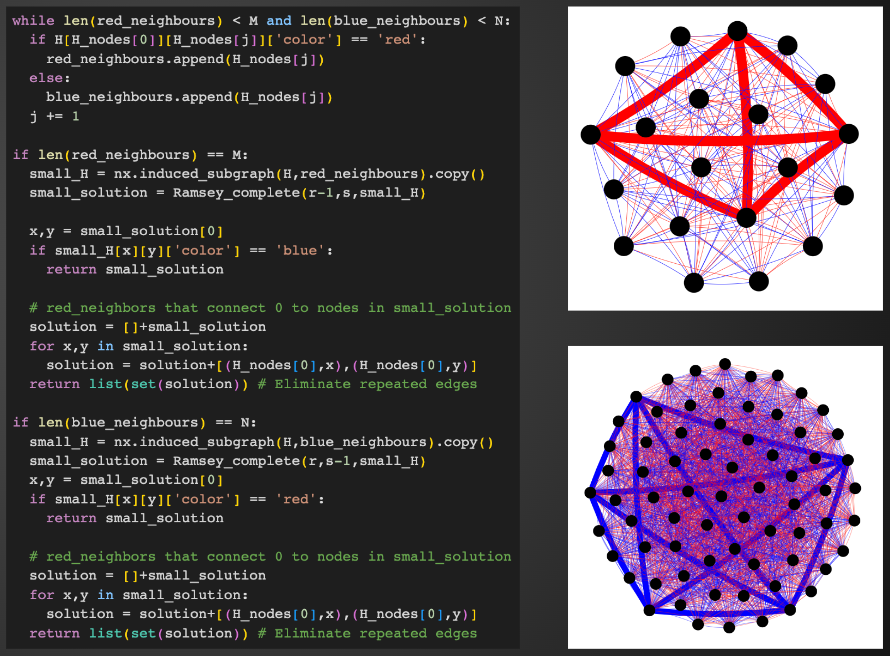 while len(red_neighbours) < M and len(blue_neighbours) < N:
  if H[H_nodes[0]][H_nodes[j]]['color'] == 'red':
    red_neighbours.append(H_nodes[j])
  else:
    blue_neighbours.append(H_nodes[j])
  j += 1

if len(red_neighbours) == M:
  small_H = nx.induced_subgraph(H,red_neighbours).copy()
  small_solution = Ramsey_complete(r-1,s,small_H)

  x,y = small_solution[0]
  if small_H[x][y]['color'] == 'blue':
    return small_solution

  # red_neighbors that connect 0 to nodes in small_solution
  solution = []+small_solution
  for x,y in small_solution:
    solution = solution+[(H_nodes[0],x),(H_nodes[0],y)]
  return list(set(solution)) # Eliminate repeated edges

if len(blue_neighbours) == N:
  small_H = nx.induced_subgraph(H,blue_neighbours).copy()
  small_solution = Ramsey_complete(r,s-1,small_H)
  x,y = small_solution[0]
  if small_H[x][y]['color'] == 'red':
    return small_solution

  # red_neighbors that connect 0 to nodes in small_solution
  solution = []+small_solution
  for x,y in small_solution:
    solution = solution+[(H_nodes[0],x),(H_nodes[0],y)]
  return list(set(solution)) # Eliminate repeated edges